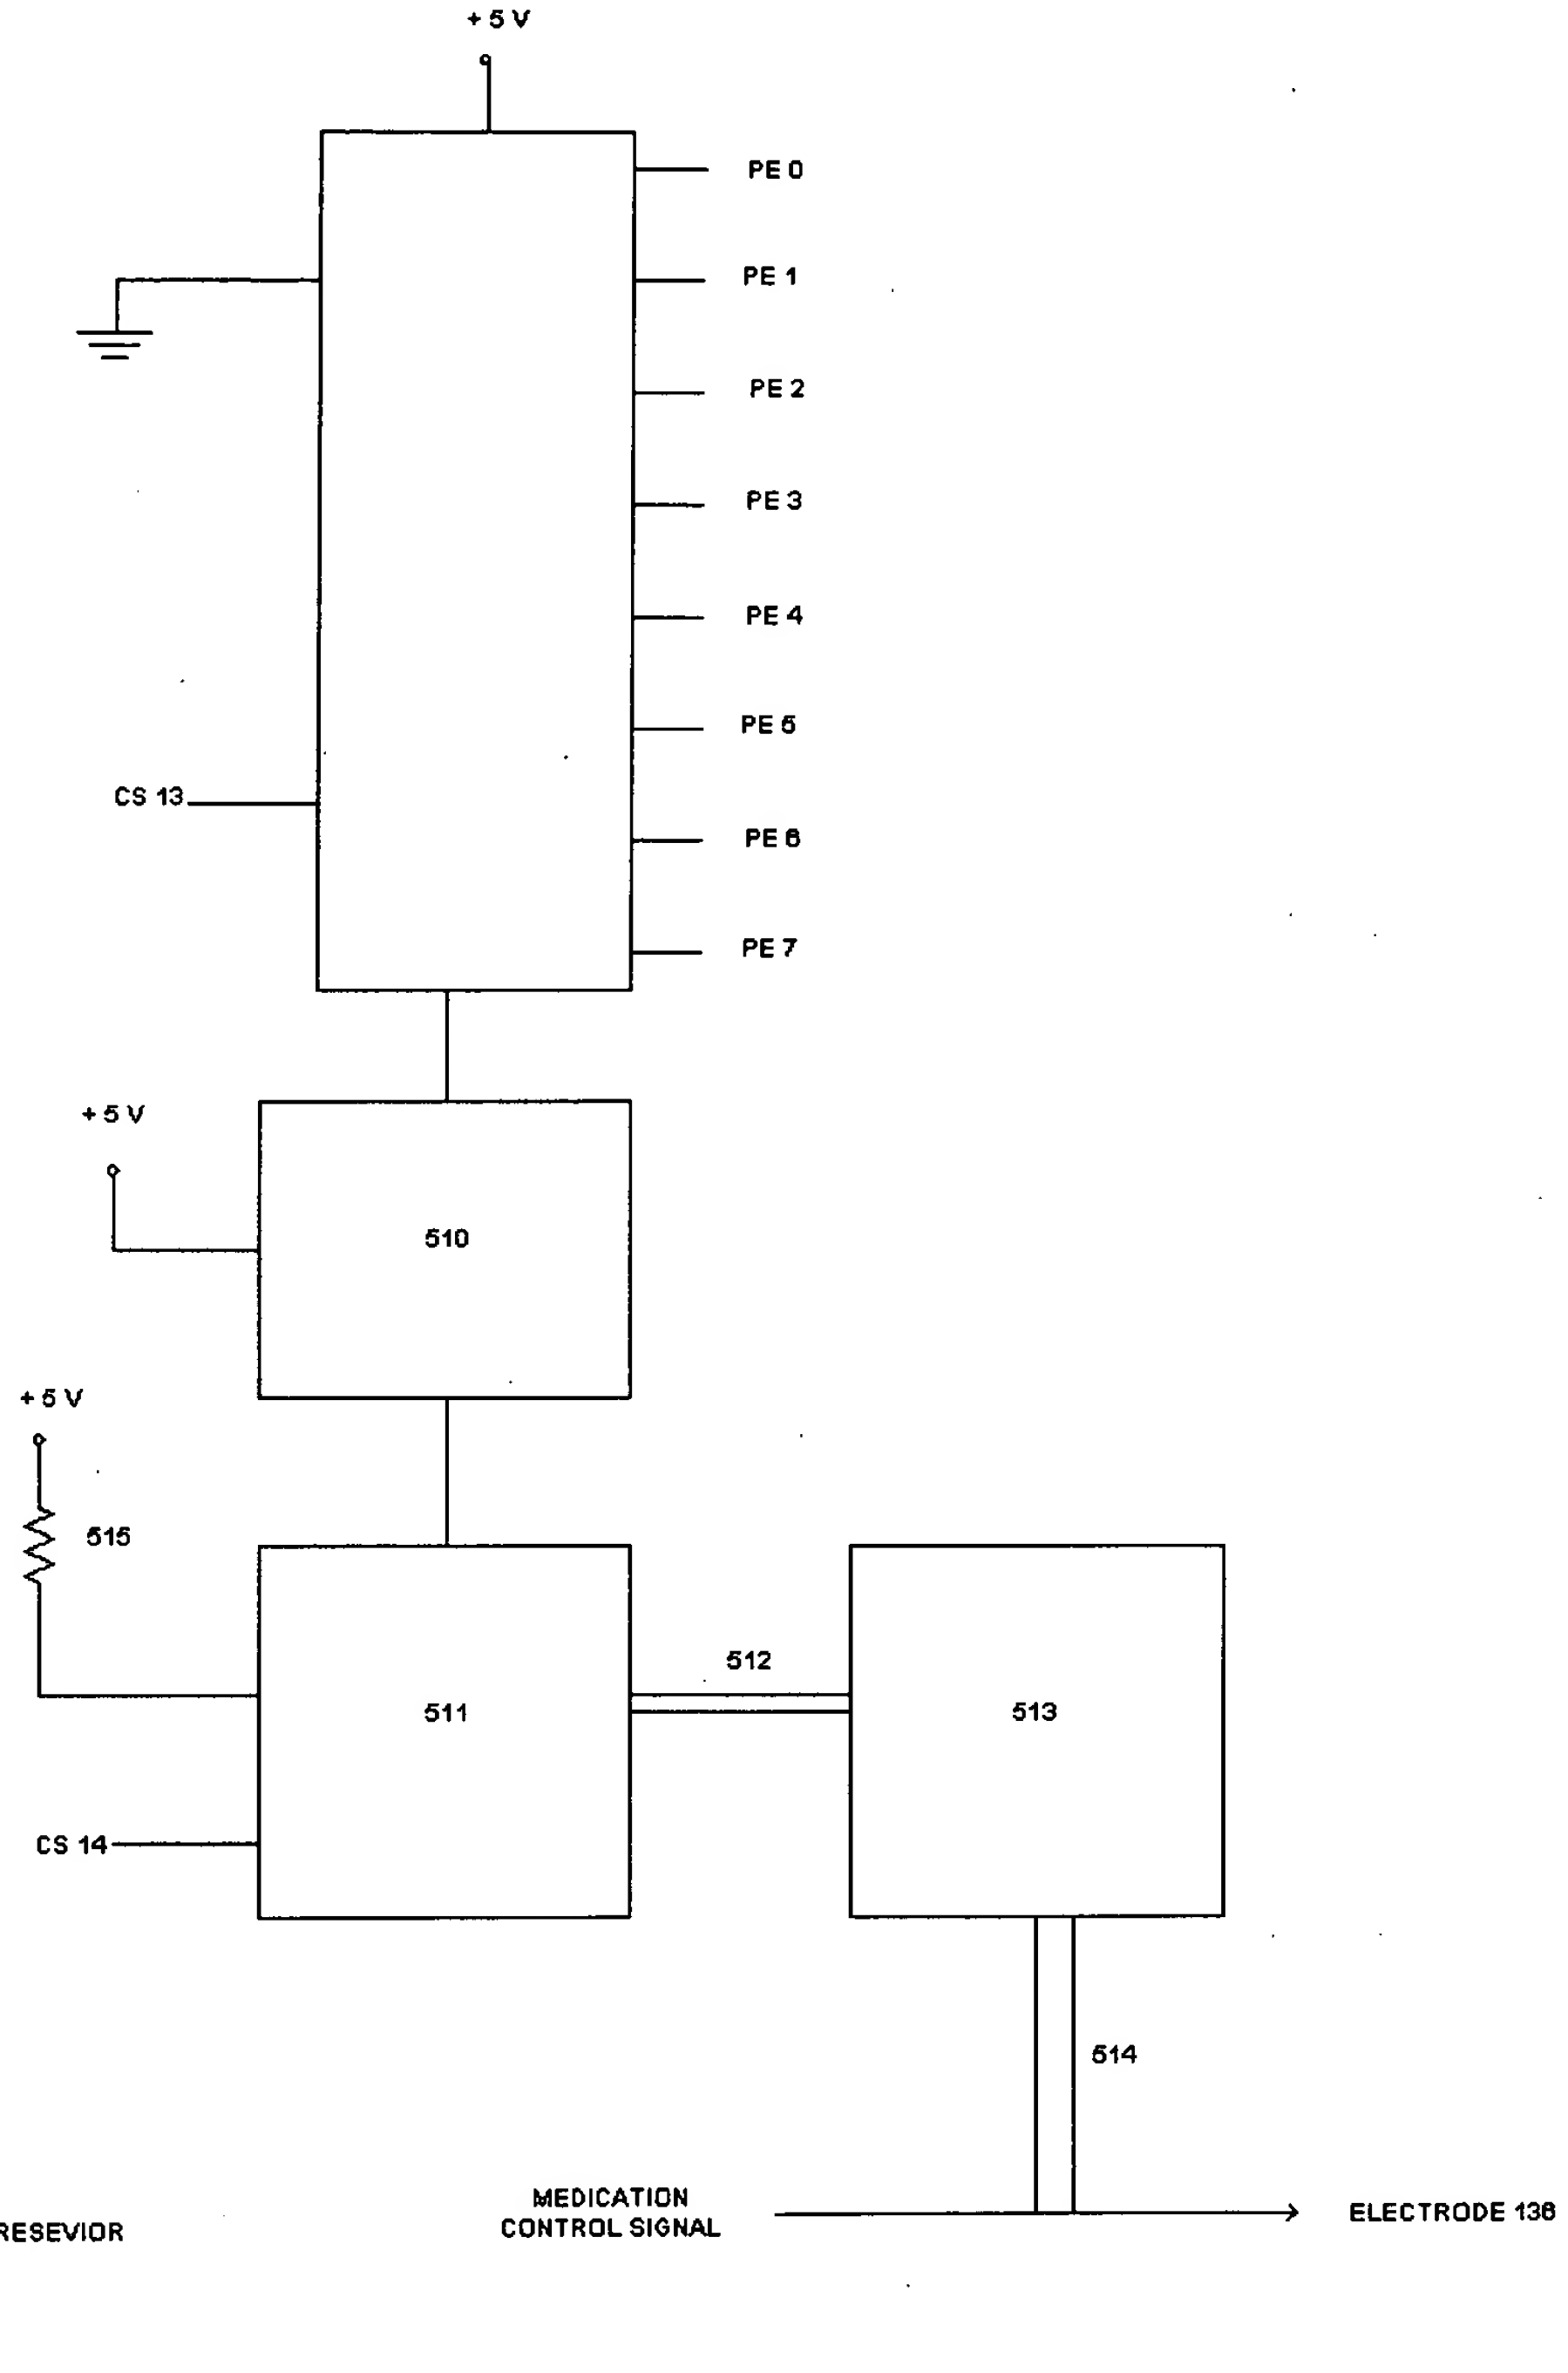 + 5 V
PE 0
PE 1
PE 2
PE 3
PE 4
PE 5
CS 13
PE 6
PE 7
+ 5 V
510
+ 5 V
515
512
511
513
CS 14
514
MEDICATION
CONTROL SIGNAL
ELECTRODE 136
RESEVIOR